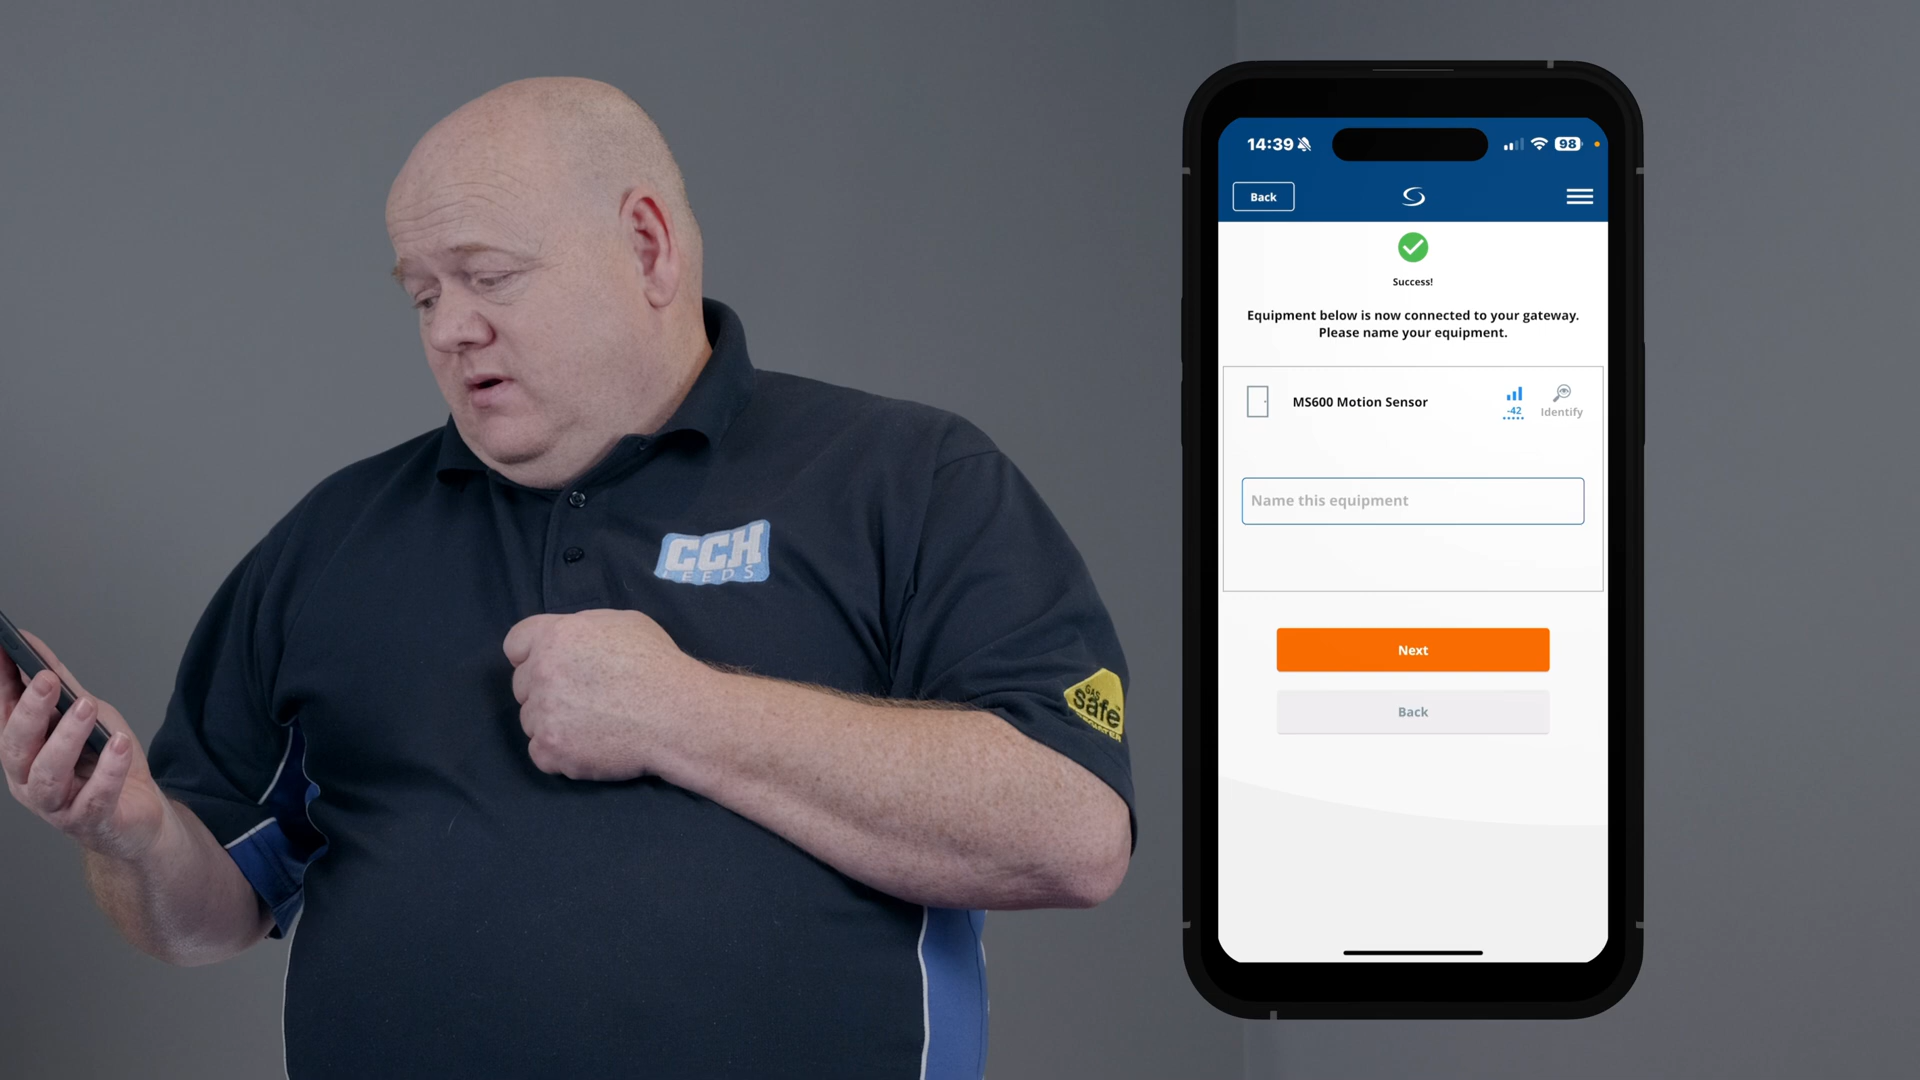 CCH
LEEDS
GAS
safe
14:39
98
Back
Success!
Equipment below is now connected to your gateway.
Please name your equipment.
MS600 Motion Sensor
-42
Identify
Name this equipment
Next
Back